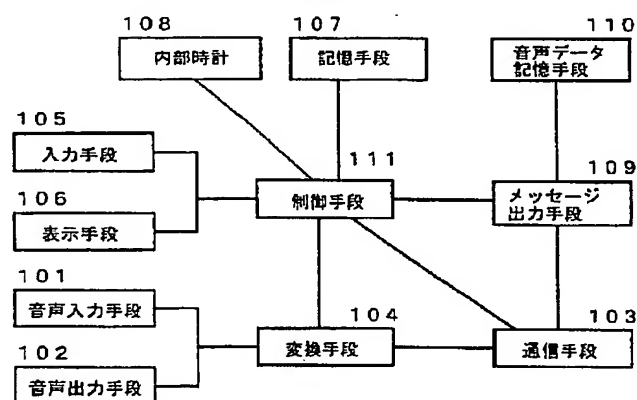 108
内部時計
107
記憶手段
110
音声データ
記憶手段
105
入力手段
111
制御手段
109
メッセージ
出力手段
106
表示手段
101
音声入力手段
104
変換手段
103
通信手段
102
音声出力手段